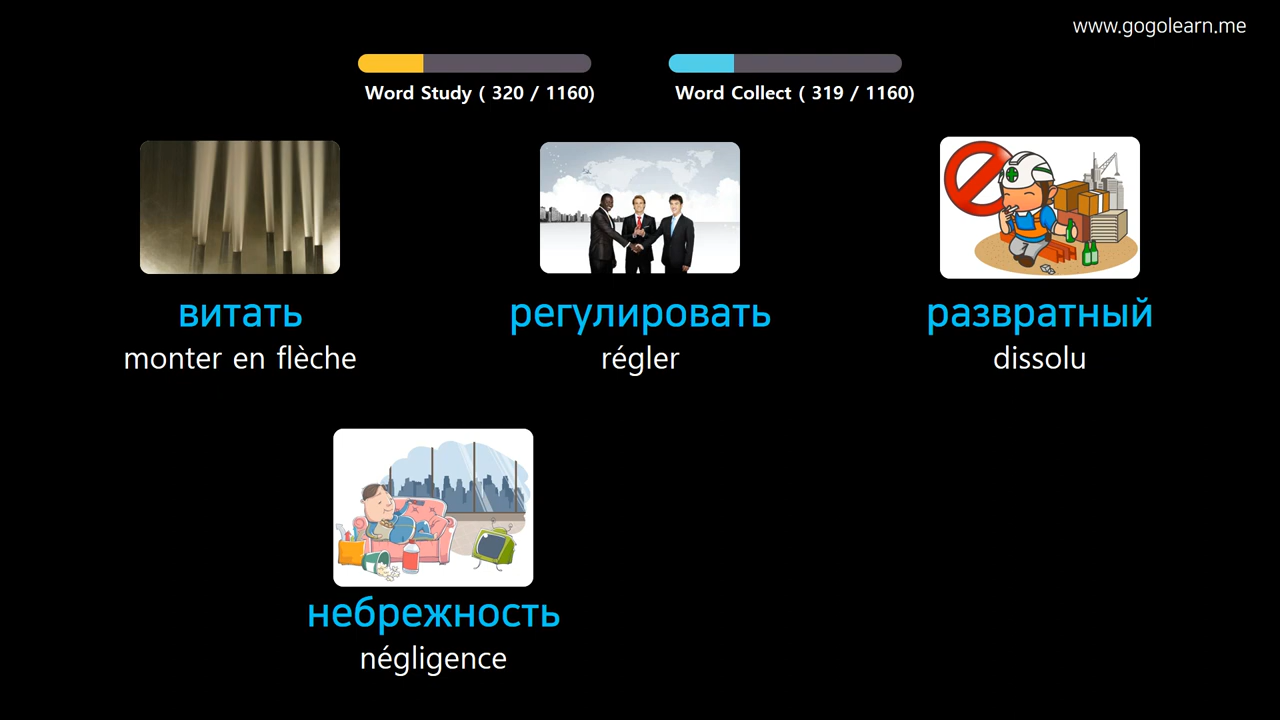 www.gogolearn.me
Word Study ( 320 / 1160)
Word Collect ( 319 / 1160)
витать
monter en flèche
регулировать
régler
развратный
dissolu
небрежность
négligence